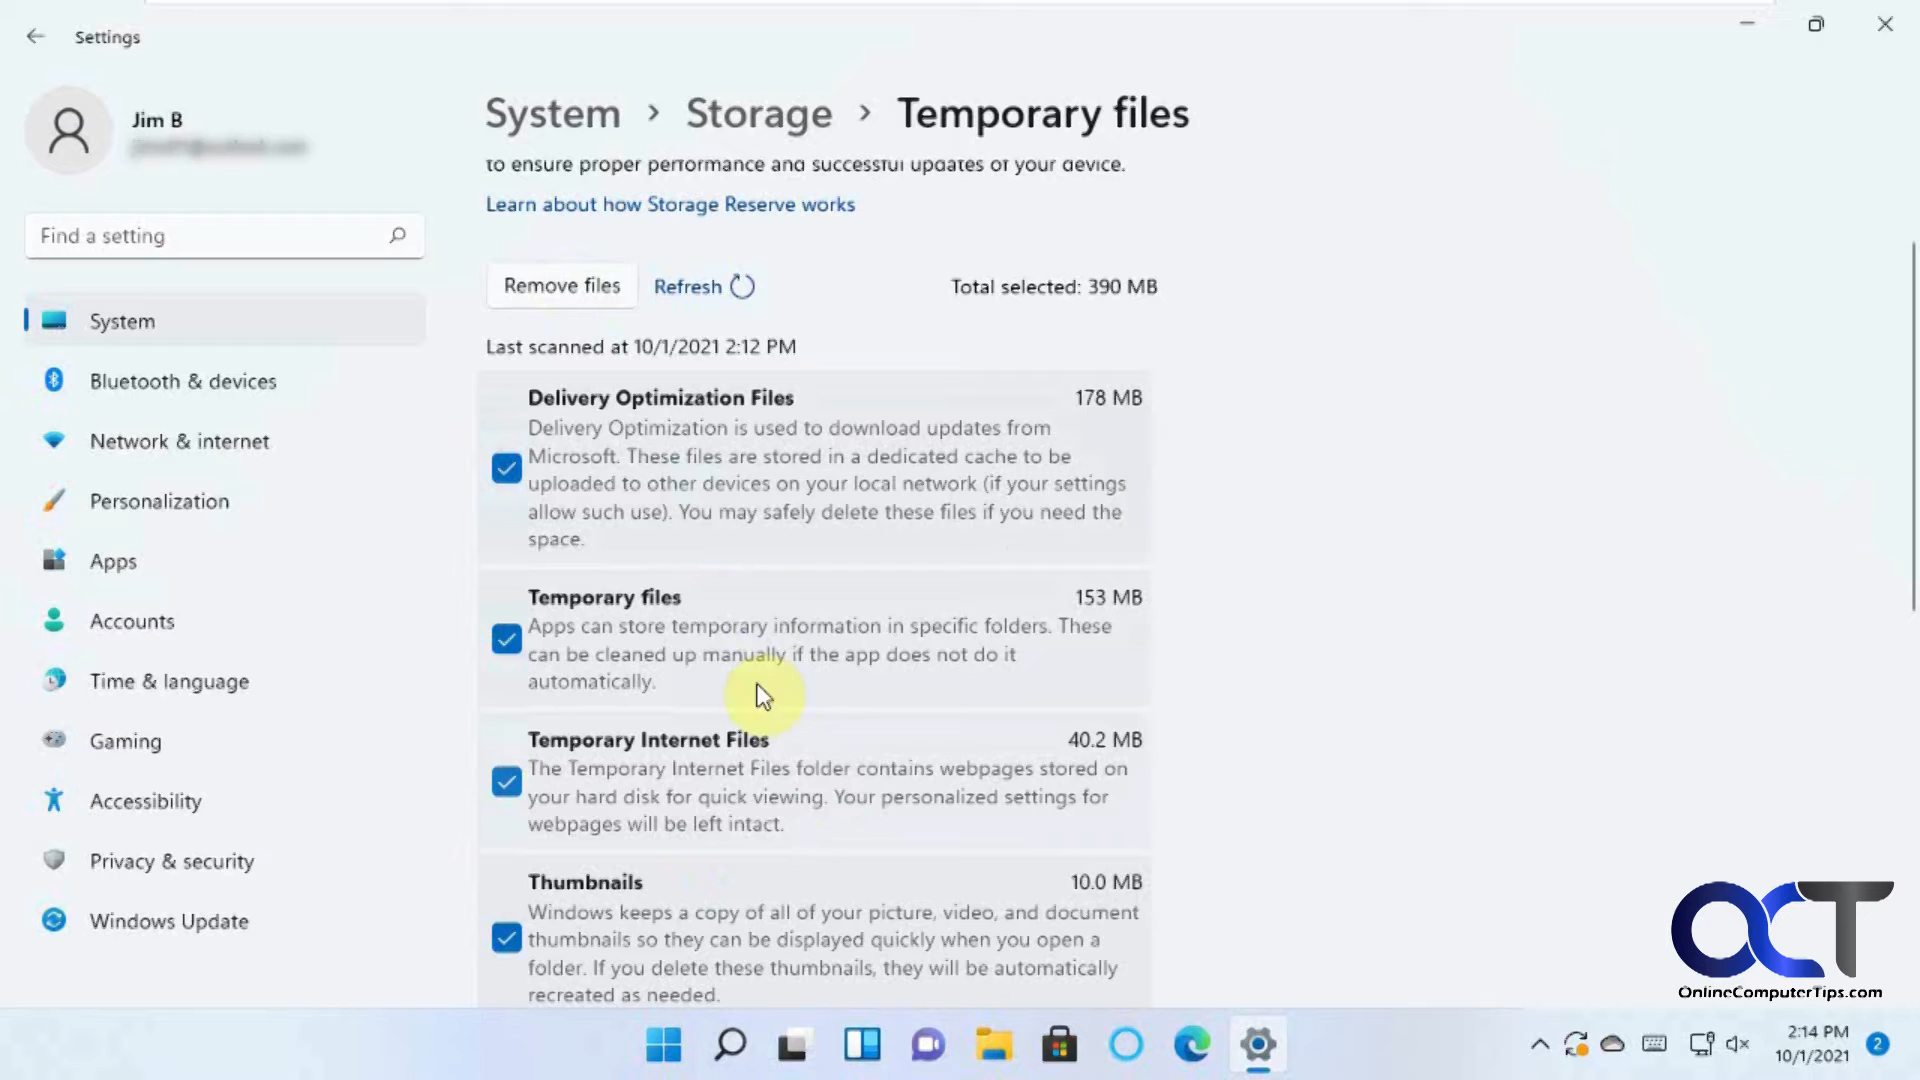 Settings
Jim B
Find a setting
System
Bluetooth & devices
Network & internet
Personalization
Apps
Accounts
Time & language
Gaming
Accessibility
Privacy & security
Windows Update
System > Storage > Temporary files
to ensure proper performance and successful updates of your device.
Learn about how Storage Reserve works
Remove files Refresh Total selected: 390 MB
Last scanned at 10/1/2021 2:12 PM
Delivery Optimization Files 178 MB
Delivery Optimization is used to download updates from
Microsoft. These files are stored in a dedicated cache to be
uploaded to other devices on your local network (if your settings
allow such use). You may safely delete these files if you need the
space.
Temporary files 153 MB
Apps can store temporary information in specific folders. These
can be cleaned up manually if the app does not do it
automatically.
Temporary Internet Files 40.2 MB
The Temporary Internet Files folder contains webpages stored on
your hard disk for quick viewing. Your personalized settings for
webpages will be left intact.
Thumbnails 10.0 MB
Windows keeps a copy of all of your picture, video, and document
thumbnails so they can be displayed quickly when you open a
folder. If you delete these thumbnails, they will be automatically
recreated as needed.
OCT
OnlineComputerTips.com
2:14 PM
10/1/2021
2